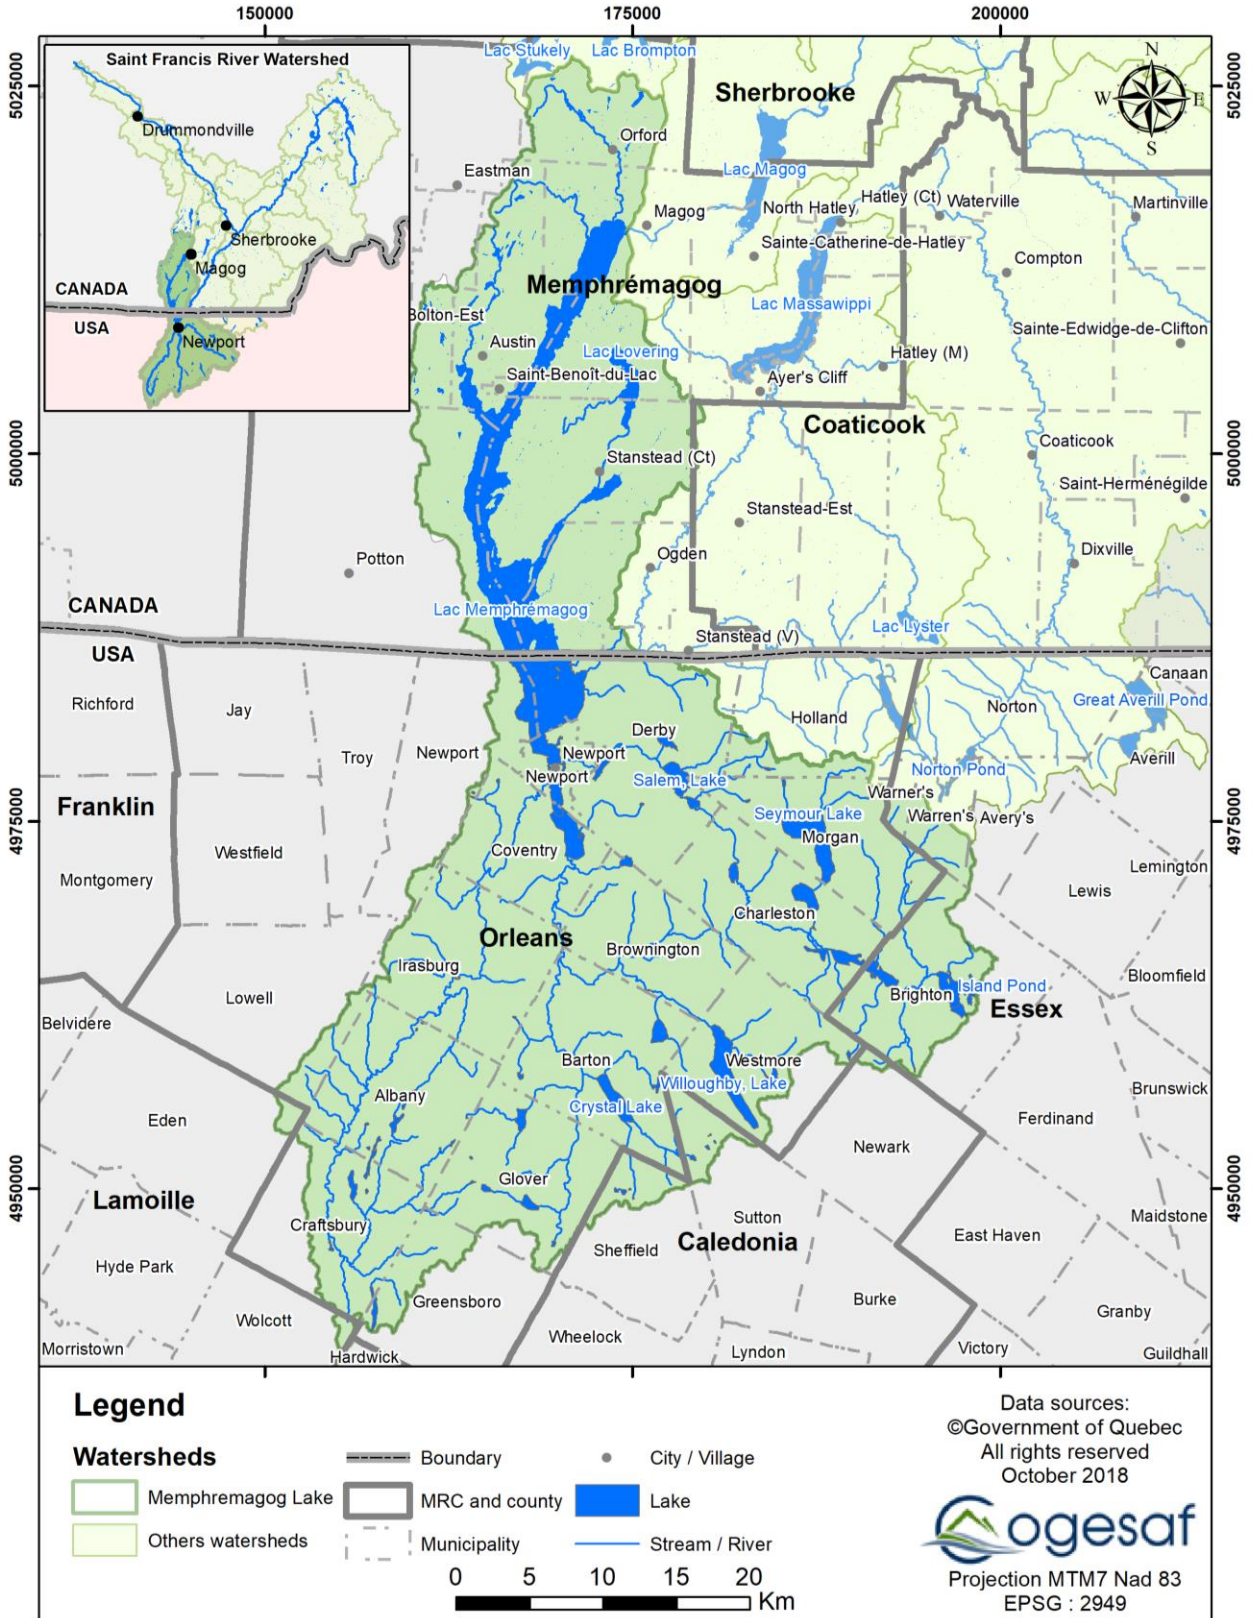 150000
175000
200000
5025000
5025000
Saint Francis River Watershed
Drummondville
Sherbrooke
Magog
CANADA
USA
Newport
Lac Stukely
Lac Brompton
Sherbrooke
N
W
E
S
Orford
Eastman
Lac Magog
Magog
North Hatley
Hatley (Ct)
Waterville
Martinville
Sainte-Catherine-de-Hatley
Compton
Memphrémagog
Lac Massawippi
Bolton-Est
Sainte-Edwidge-de-Clifton
Austin
Lac Lovering
Hatley (M)
Saint-Benoît-du-Lac
Ayer's Cliff
Coaticook
Coaticook
5000000
5000000
Stanstead (Ct)
Saint-Herménégilde
Stanstead-Est
Potton
Ogden
Dixville
CANADA
Lac Memphrémagog
Lac Lyster
Stanstead (V)
USA
Canaan
Richford
Jay
Holland
Norton
Great Averill Pond
Troy
Newport
Derby
Newport
Newport
Averill
Salem, Lake
Norton Pond
Warner's
Franklin
Seymour Lake
Warren's
Avery's
4975000
4975000
Morgan
Westfield
Coventry
Montgomery
Lewis
Lemington
Charleston
Orleans
Brownington
Irasburg
Bloomfield
Lowell
Brighton
Island Pond
Essex
Belvidere
Barton
Westmore
Willoughby, Lake
Albany
Crystal Lake
Brunswick
Eden
Ferdinand
Newark
Glover
4950000
4950000
Lamoille
Craftsbury
Sutton
Maidstone
Caledonia
East Haven
Sheffield
Hyde Park
Greensboro
Burke
Granby
Wolcott
Wheelock
Morristown
Hardwick
Lyndon
Victory
Guildhall
Legend
Watersheds
Memphremagog Lake
Others watersheds
Boundary
MRC and county
Municipality
City / Village
Lake
Stream / River
0 5 10 15 20
Km
Data sources:
©Government of Quebec
All rights reserved
October 2018
Cogesaf
Projection MTM7 Nad 83
EPSG : 2949